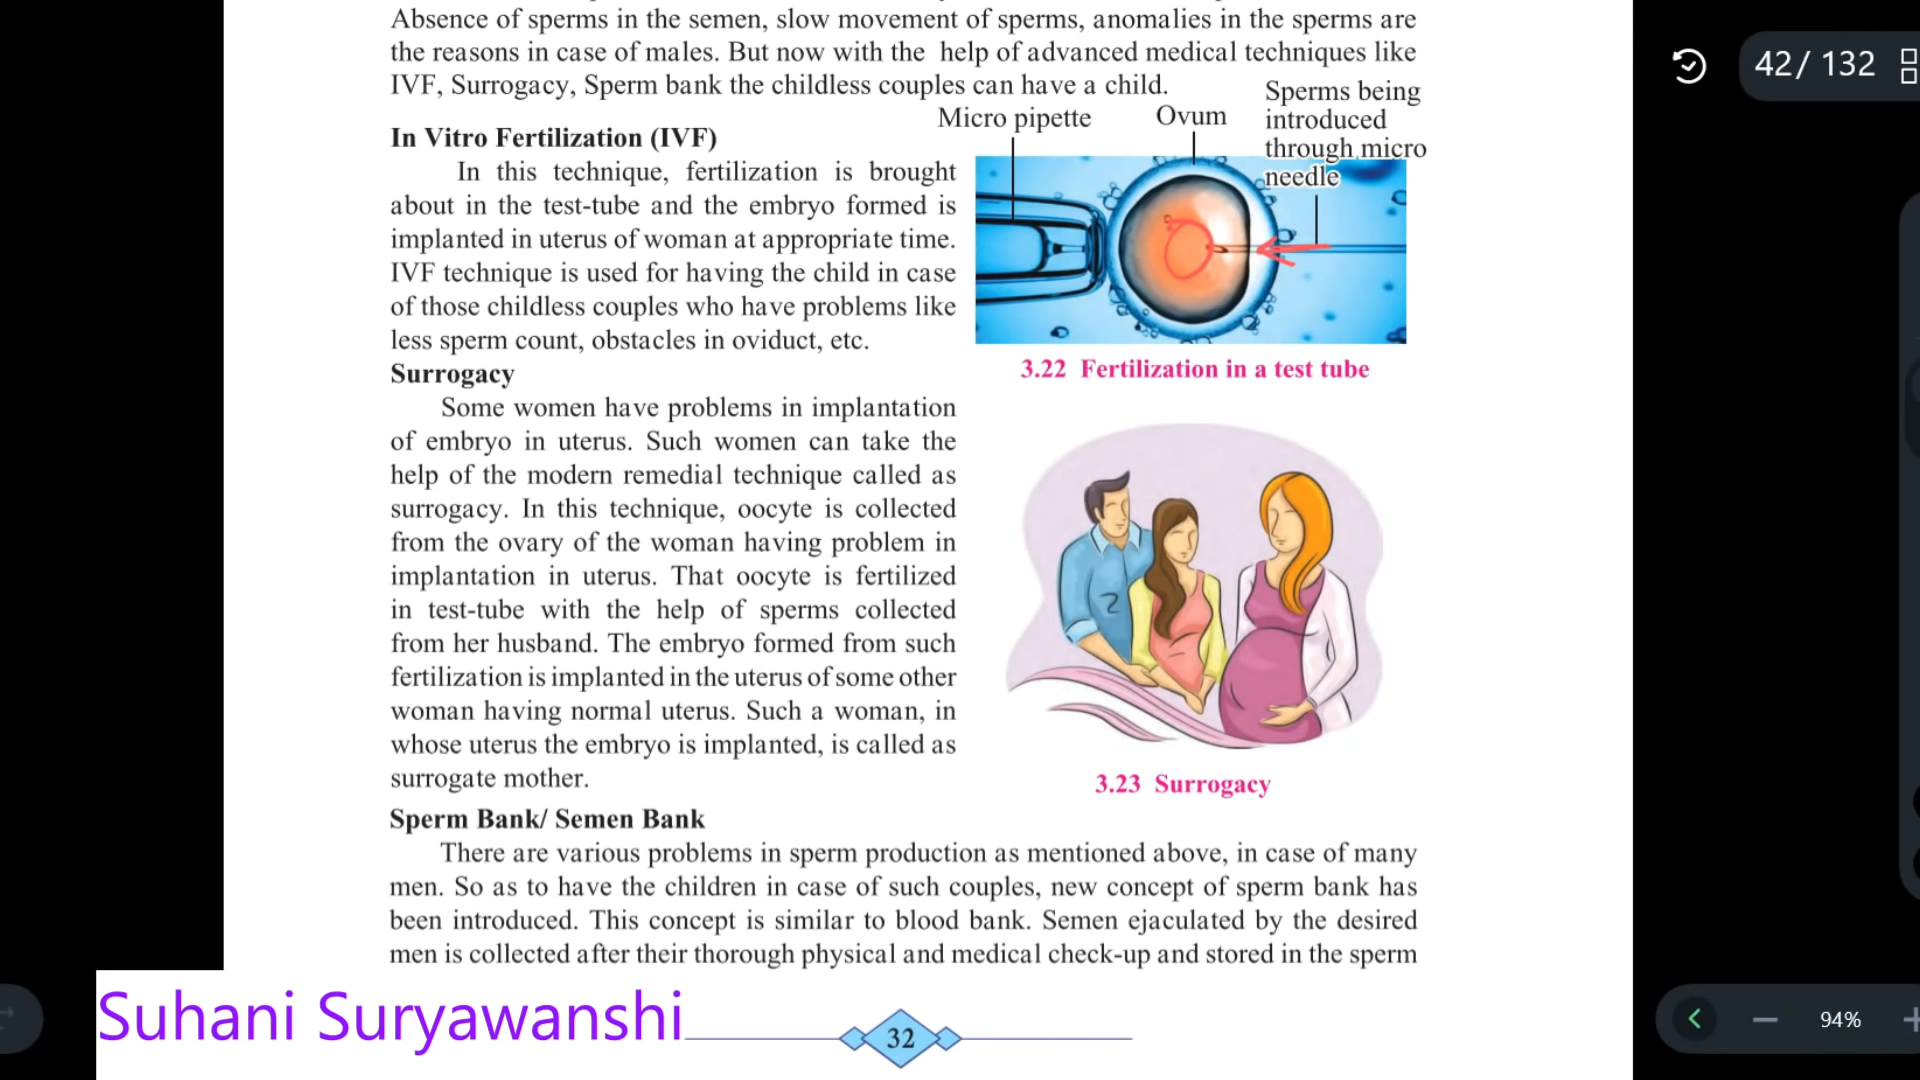 Absence of sperms in the semen, slow movement of sperms, anomalies in the sperms are
the reasons in case of males. But now with the help of advanced medical techniques like
IVF, Surrogacy, Sperm bank the childless couples can have a child.
In Vitro Fertilization (IVF)
In this technique, fertilization is brought
about in the test-tube and the embryo formed is
implanted in uterus of woman at appropriate time.
IVF technique is used for having the child in case
of those childless couples who have problems like
less sperm count, obstacles in oviduct, etc.
Micro pipette
Ovum
Sperms being
introduced
through micro
needle
3.22 Fertilization in a test tube
Surrogacy
Some women have problems in implantation
of embryo in uterus. Such women can take the
help of the modern remedial technique called as
surrogacy. In this technique, oocyte is collected
from the ovary of the woman having problem in
implantation in uterus. That oocyte is fertilized
in test-tube with the help of sperms collected
from her husband. The embryo formed from such
fertilization is implanted in the uterus of some other
woman having normal uterus. Such a woman, in
whose uterus the embryo is implanted, is called as
surrogate mother.
3.23 Surrogacy
Sperm Bank/ Semen Bank
There are various problems in sperm production as mentioned above, in case of many
men. So as to have the children in case of such couples, new concept of sperm bank has
been introduced. This concept is similar to blood bank. Semen ejaculated by the desired
men is collected after their thorough physical and medical check-up and stored in the sperm
Suhani Suryawanshi
32
42/ 132
94%